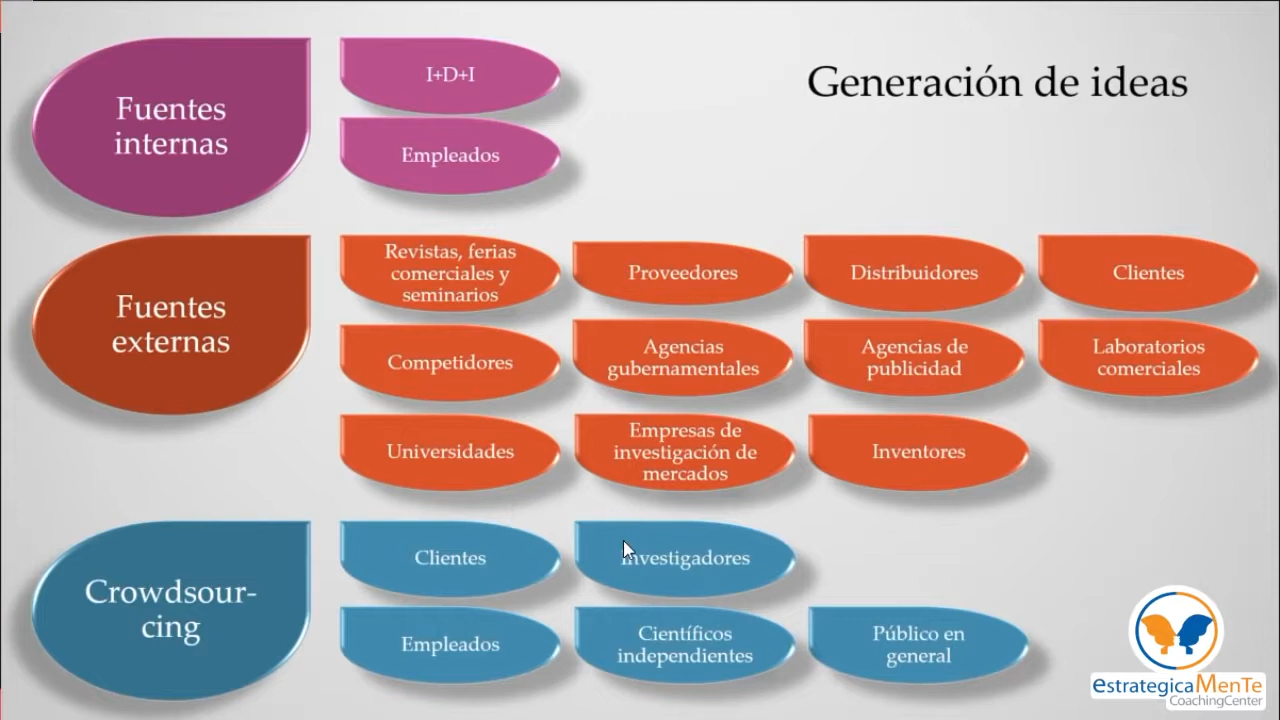 Generación de ideas
Fuentes
internas
I+D+I
Empleados
Fuentes
externas
Revistas, ferias
comerciales y
seminarios
Proveedores
Distribuidores
Clientes
Competidores
Agencias
gubernamentales
Agencias de
publicidad
Laboratorios
comerciales
Universidades
Empresas de
investigación de
mercados
Inventores
Crowdsour-
cing
Clientes
Investigadores
Empleados
Científicos
independientes
Público en
general
estrategicaMenTe
CoachingCenter